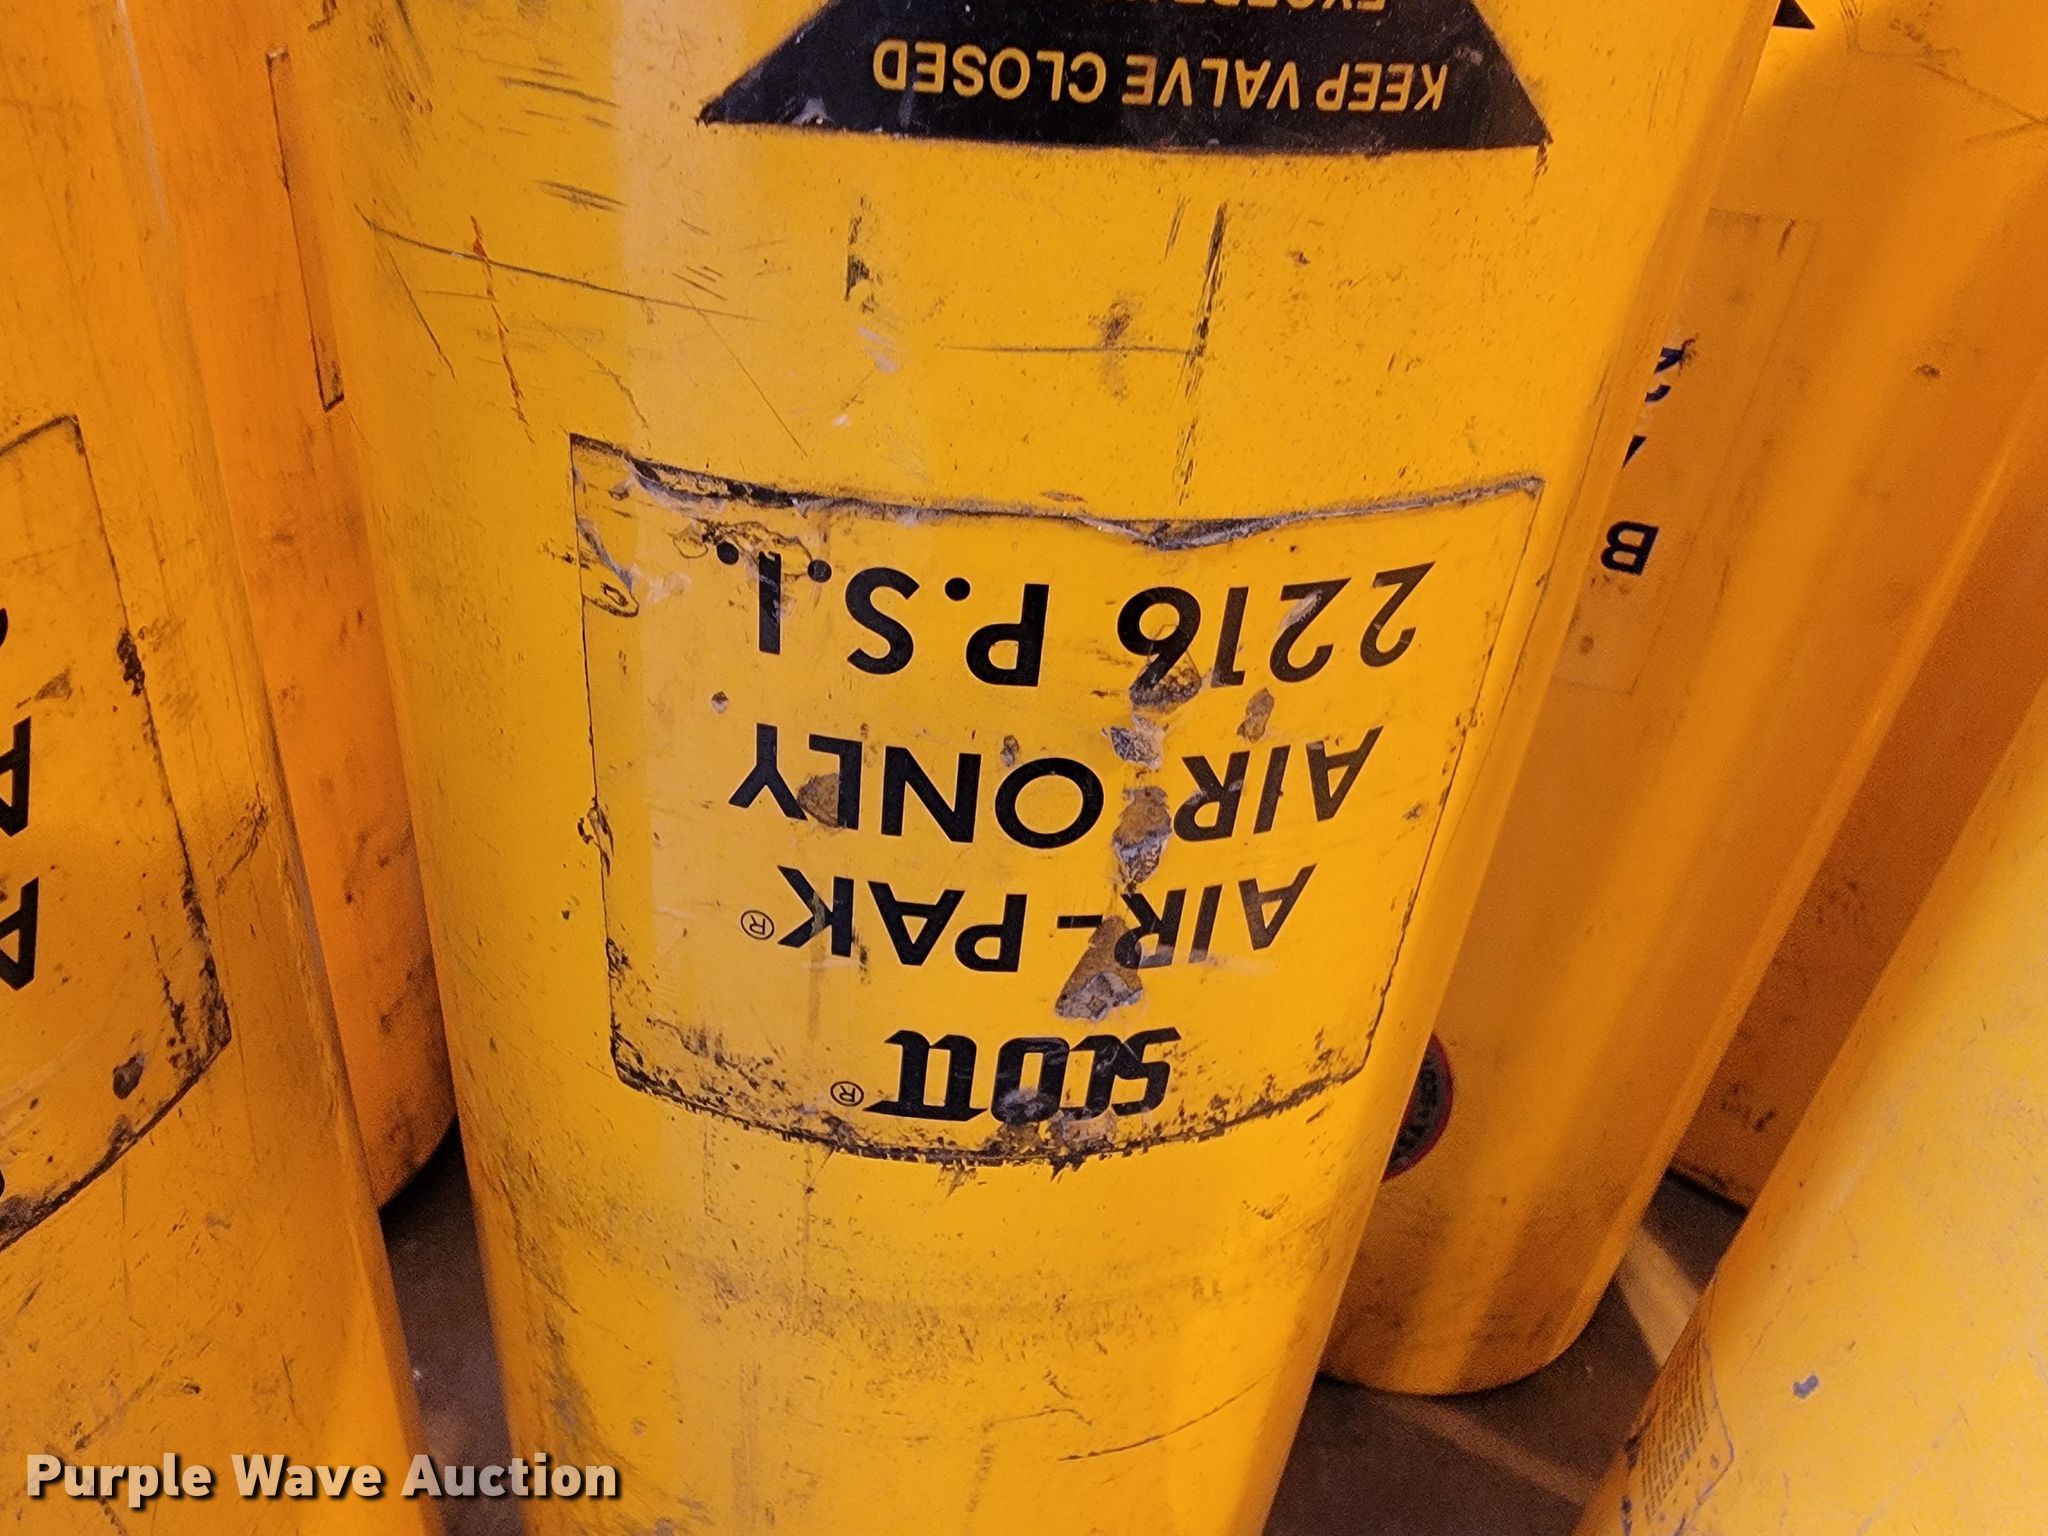 SCOTT®
AIR-PAK®
AIR ONLY
2216 P.S.I.
KEEP VALVE CLOSED
B
Purple Wave Auction